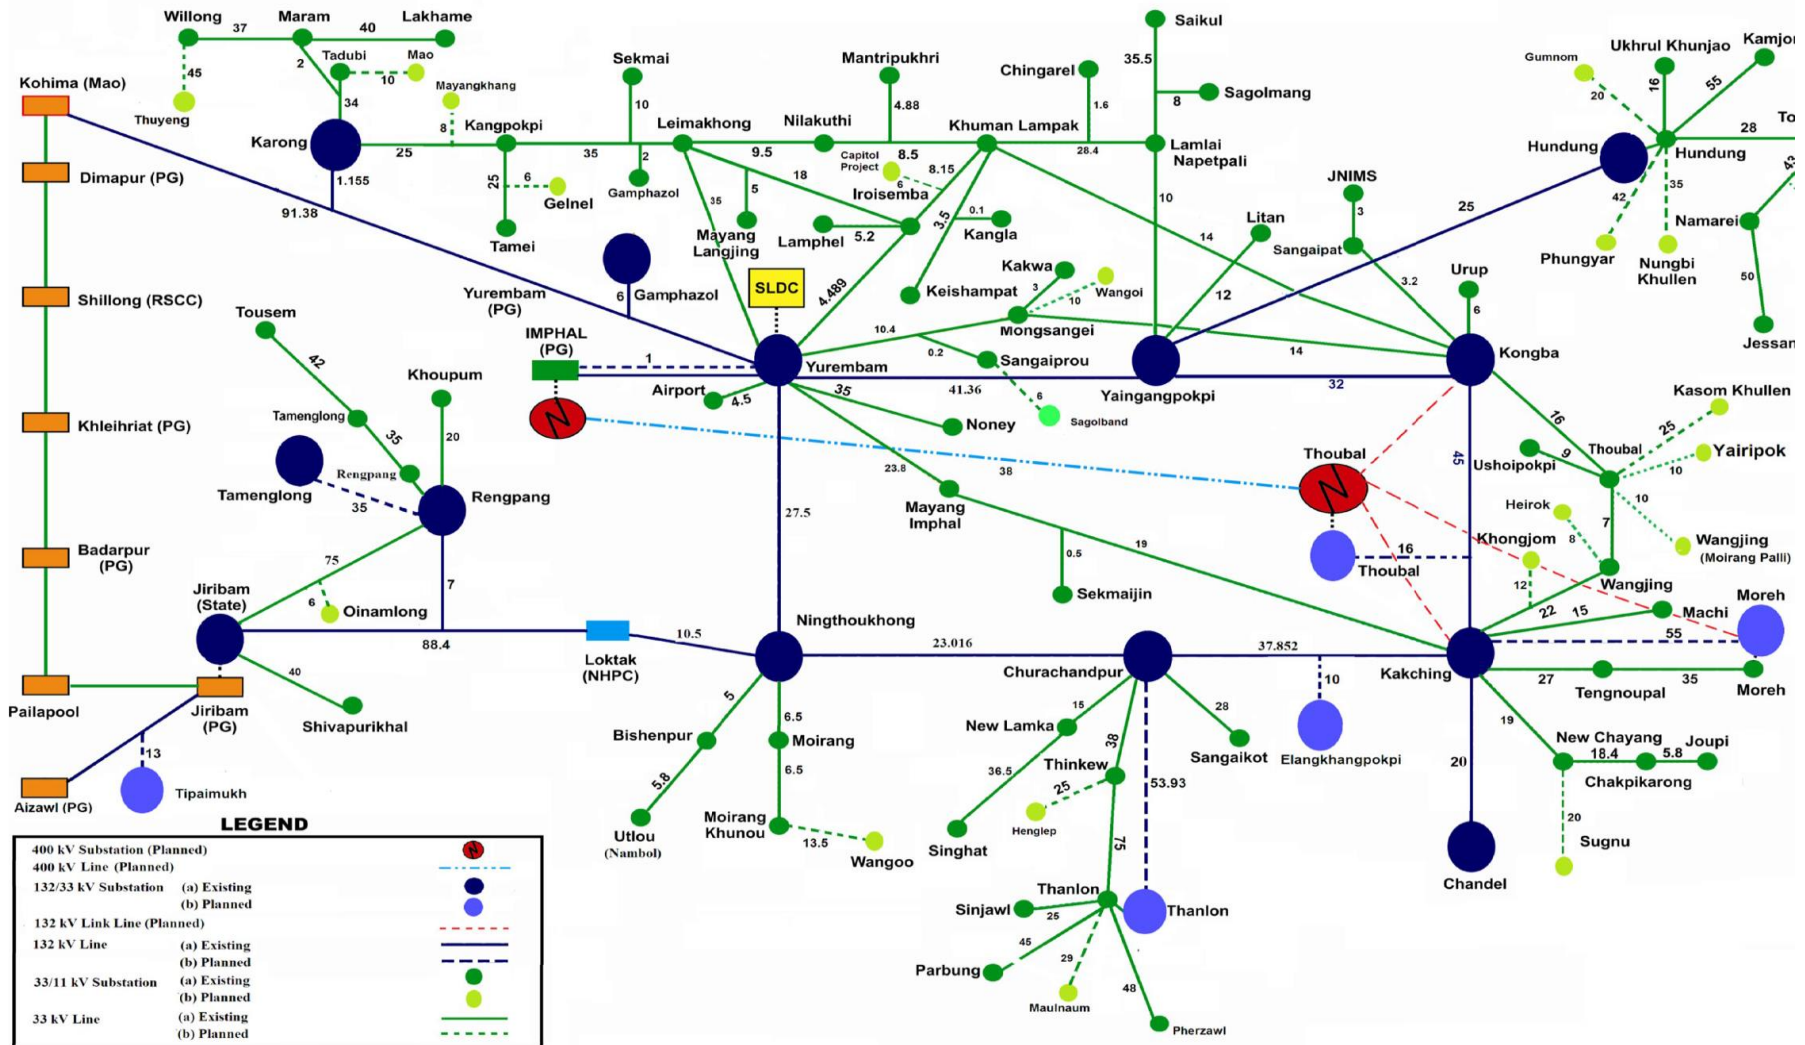 Willong
37
Maram
40
Lakhame
2
Tadubi
Mao
10
45
34
Mayangkhang
8
Thuyeng
Kohima (Mao)
Karong
1.155
91.38
25
Kangpokpi
25
6
Gelnel
Tamei
35
Sekmai
10
2
Gamphazol
Leimakhong
9.5
Nilakuthi
Mantripukhri
4.88
8.5
Khuman Lampak
Chingarel
1.6
28.4
Saikul
35.5
8
Sagolmang
Lamlai
Napetpali
10
Capitol
Project
6
8.15
Iroisemba
18
5
Mayang
Langjing
35
Lamphel
5.2
3.5
0.1
Kangla
Keishampat
4.489
14
Litan
12
JNIMS
3
Sangaipat
3.2
Urup
6
25
Hundung
Gumnom
20
Ukhrul Khunjao
16
Kamjon
55
28
To
Hundung
43
42
35
Phungyar
Nungbi
Khullen
Namarei
50
Jessam
Dimapur (PG)
Shillong (RSCC)
Khleihriat (PG)
Badarpur
(PG)
Pailapool
Aizawl (PG)
Gamphazol
6
Yurembam
(PG)
IMPHAL
(PG)
1
SLDC
Yurembam
Airport
4.5
35
Noney
41.36
10.4
0.2
Kakwa
3
10
Wangoi
Mongsangei
14
Sangaiprou
6
Sagolband
Yaingangpokpi
32
Kongba
Tousem
42
Tamenglong
35
Rengpang
Khoupum
20
Tamenglong
35
Rengpang
75
7
6
Oinamlong
Jiribam
(State)
88.4
40
Shivapurikhal
Jiribam
(PG)
13
Tipaimukh
Loktak
(NHPC)
10.5
27.5
23.8
38
Mayang
Imphal
0.5
Sekmaijin
19
Thoubal
16
Thoubal
45
16
Kasom Khullen
25
Thoubal
Yairipok
10
Ushoipokpi
9
10
7
Wangjing
(Moirang Palli)
Heirok
8
Khongjom
12
Wangjing
22
15
Machi
Moreh
55
Ningthoukhong
23.016
Churachandpur
37.852
10
Elangkhangpokpi
Kakching
27
Tengnoupal
35
Moreh
5
Bishenpur
5.8
Utlou
(Nambol)
6.5
Moirang
6.5
Moirang
Khunou
13.5
Wangoo
15
New Lamka
36.5
Singhat
38
Thinkew
25
Henglep
75
53.93
28
Sangaikot
Thanlon
Thanlon
Sinjawl
25
45
Parbung
29
Maulnaum
48
Pherzawl
20
Chandel
19
New Chayang
18.4
Chakpikarong
5.8
Joupi
20
Sugnu
LEGEND
400 kV Substation (Planned)
400 kV Line (Planned)
132/33 kV Substation (a) Existing
(b) Planned
132 kV Link Line (Planned)
132 kV Line (a) Existing
(b) Planned
33/11 kV Substation (a) Existing
(b) Planned
33 kV Line (a) Existing
(b) Planned